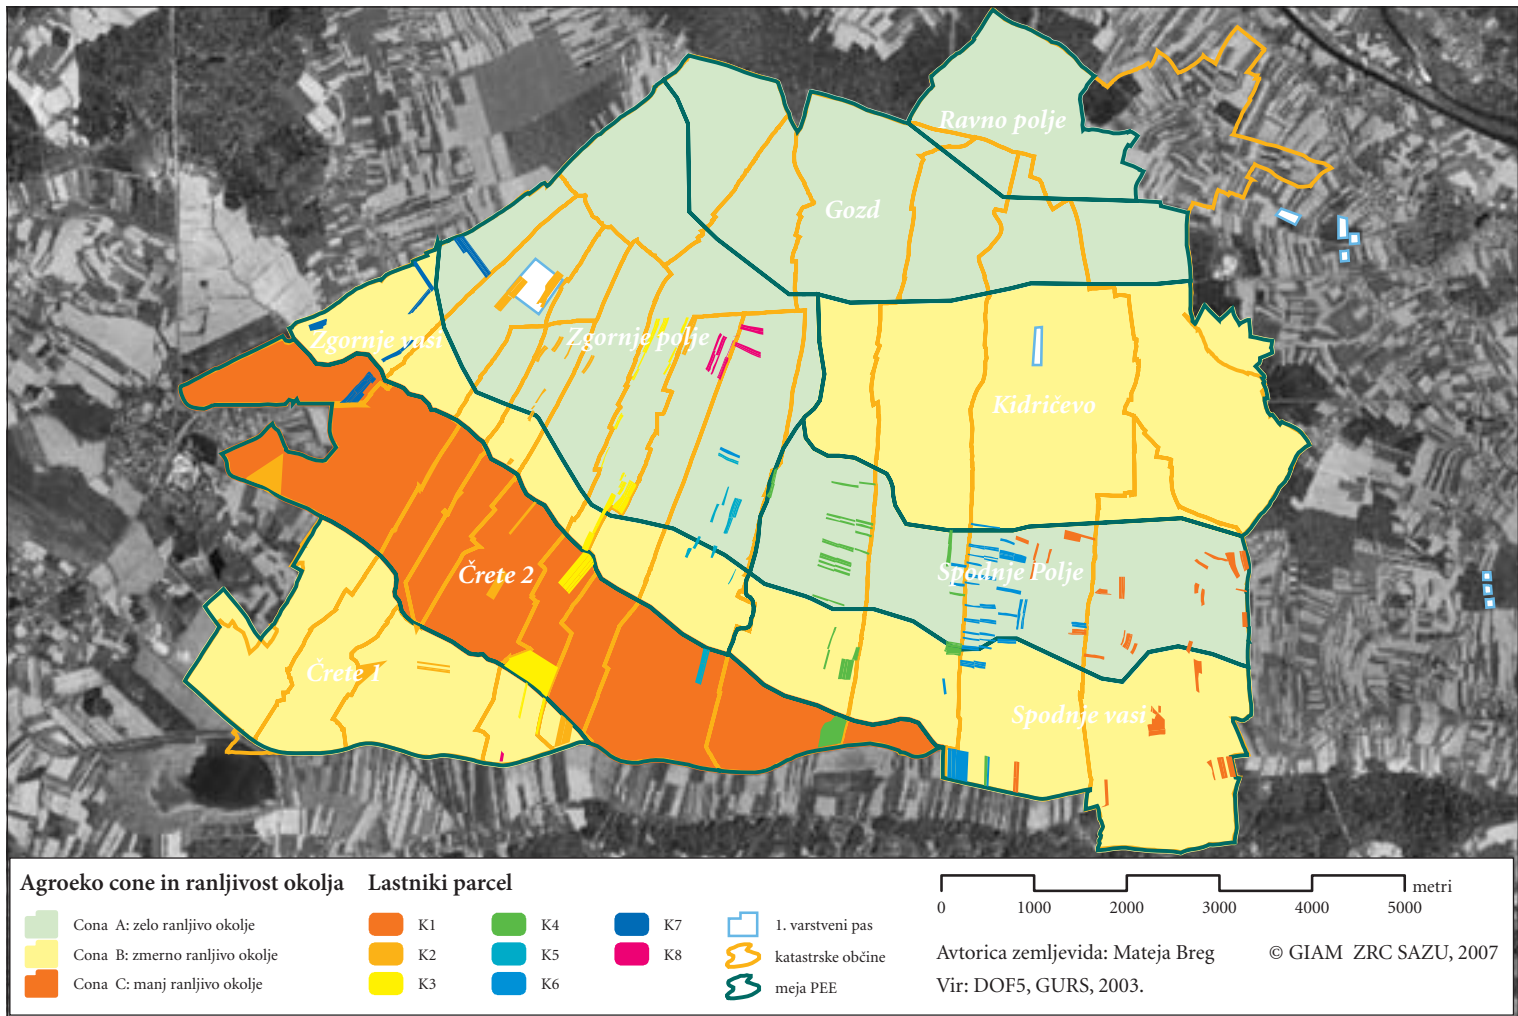 Ravno polje
Gozd
Zgornje vasi
Zgornje polje
Kidričevo
Črete 2
Spodnje Polje
Črete 1
Spodnje vasi
Agroeko cone in ranljivost okolja
Cona A: zelo ranljivo okolje
Cona B: zmerno ranljivo okolje
Cona C: manj ranljivo okolje
Lastniki parcel
K1
K2
K3
K4
K5
K6
K7
K8
1. varstveni pas
katastrske občine
meja PEE
metri
0 1000 2000 3000 4000 5000
Avtorica zemljevida: Mateja Breg © GIAM ZRC SAZU, 2007
Vir: DOF5, GURS, 2003.